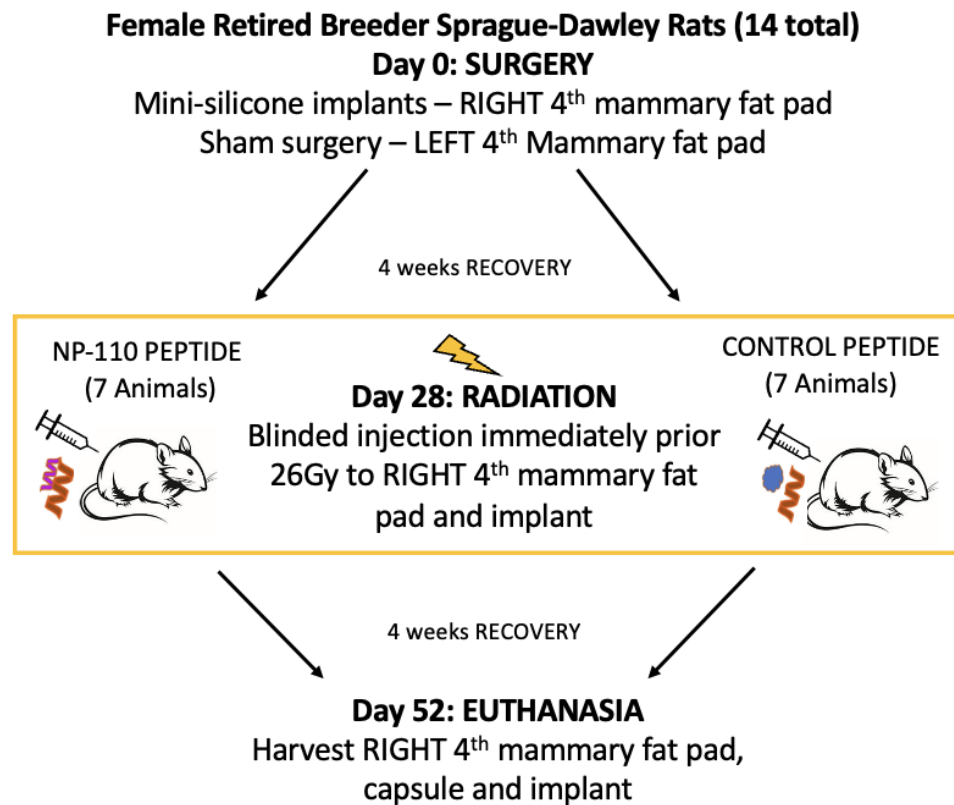 Female Retired Breeder Sprague-Dawley Rats (14 total)
Day 0: SURGERY
Mini-silicone implants – RIGHT 4th mammary fat pad
Sham surgery – LEFT 4th Mammary fat pad
4 weeks RECOVERY
NP-110 PEPTIDE
(7 Animals)
CONTROL PEPTIDE
(7 Animals)
Day 28: RADIATION
Blinded injection immediately prior
26Gy to RIGHT 4th mammary fat
pad and implant
4 weeks RECOVERY
Day 52: EUTHANASIA
Harvest RIGHT 4th mammary fat pad,
capsule and implant